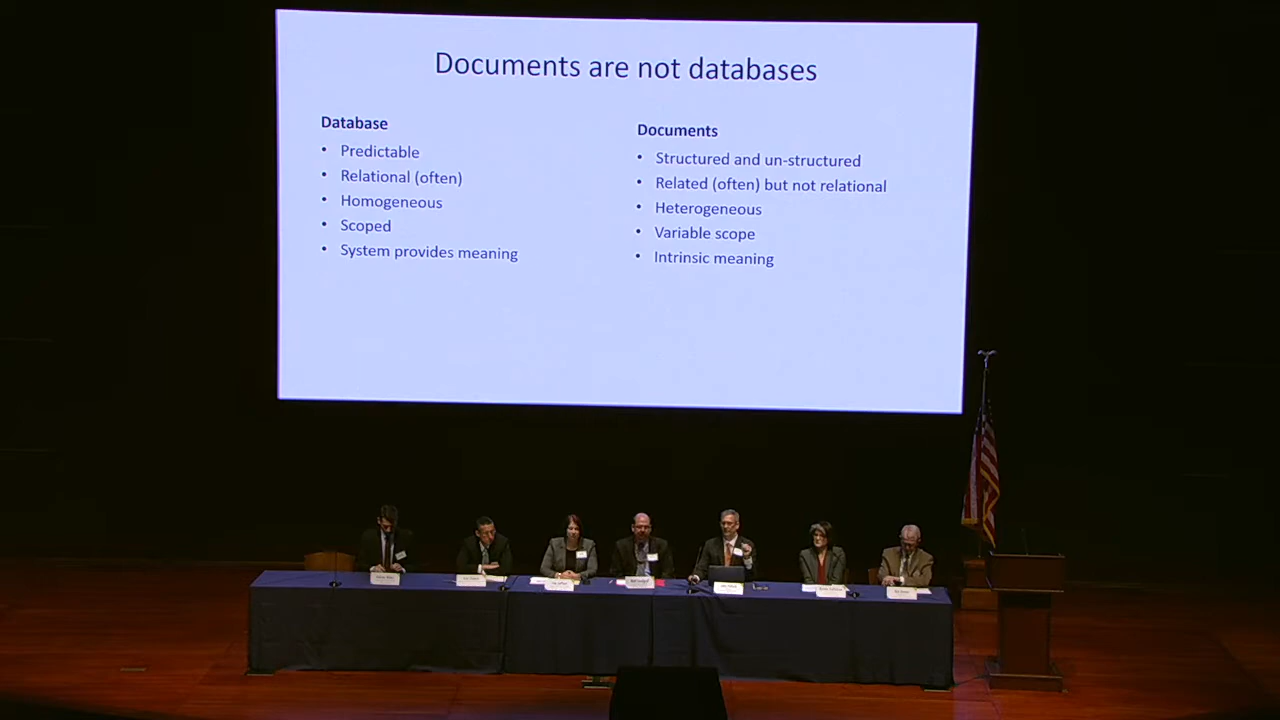 Documents are not databases
Database
• Predictable
• Relational (often)
• Homogeneous
• Scoped
• System provides meaning
Documents
• Structured and un-structured
• Related (often) but not relational
• Heterogeneous
• Variable scope
• Intrinsic meaning